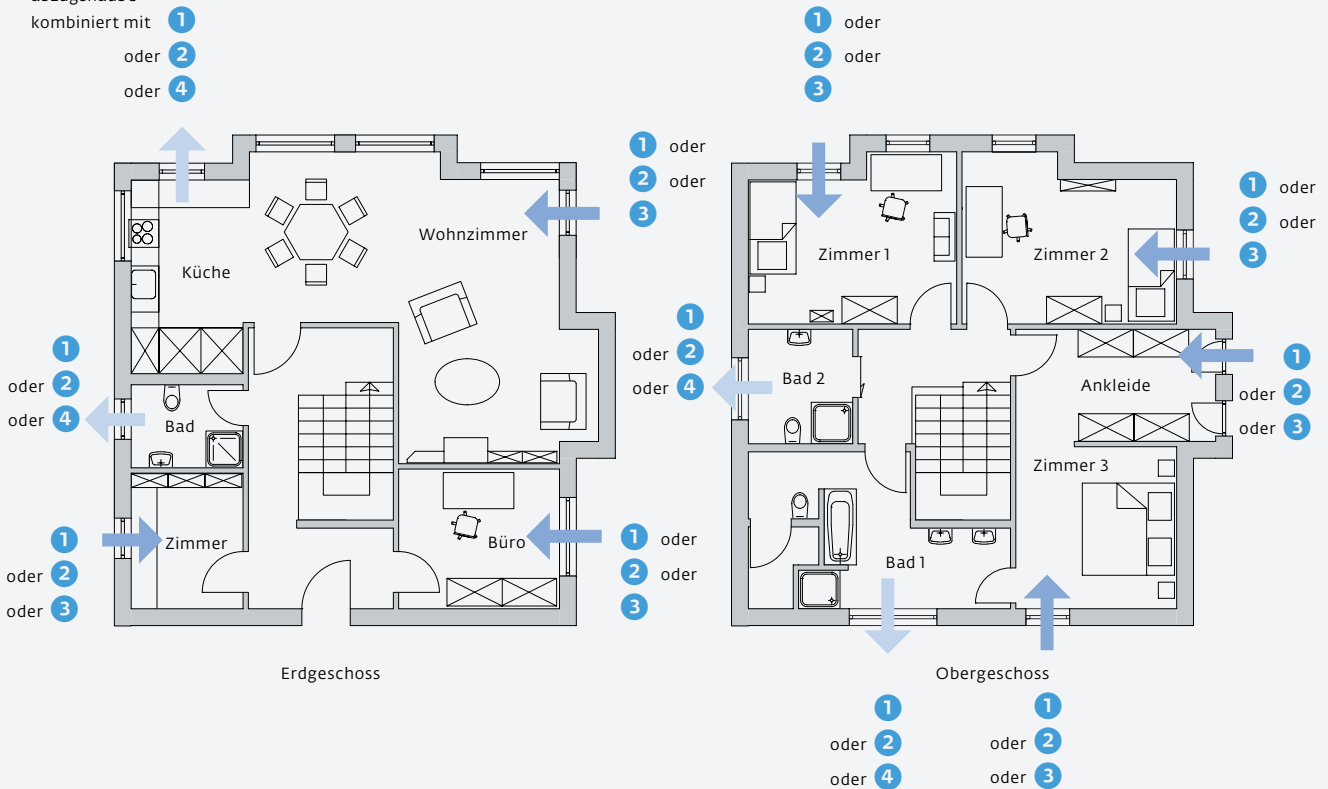 kombiniert mit 1
oder 2
oder 4
1 oder
2 oder
3
Wohnzimmer
Küche
1
oder 2
oder 4
Bad
1
oder 2
oder 3
Zimmer
Büro
1 oder
2 oder
3
Erdgeschoss
1 oder
2 oder
3
Zimmer 1
Zimmer 2
1 oder
2 oder
3
1
oder 2
oder 4
Bad 2
Ankleide
1
oder 2
oder 3
Zimmer 3
Bad 1
Obergeschoss
1
oder 2
oder 4
1
oder 2
oder 3